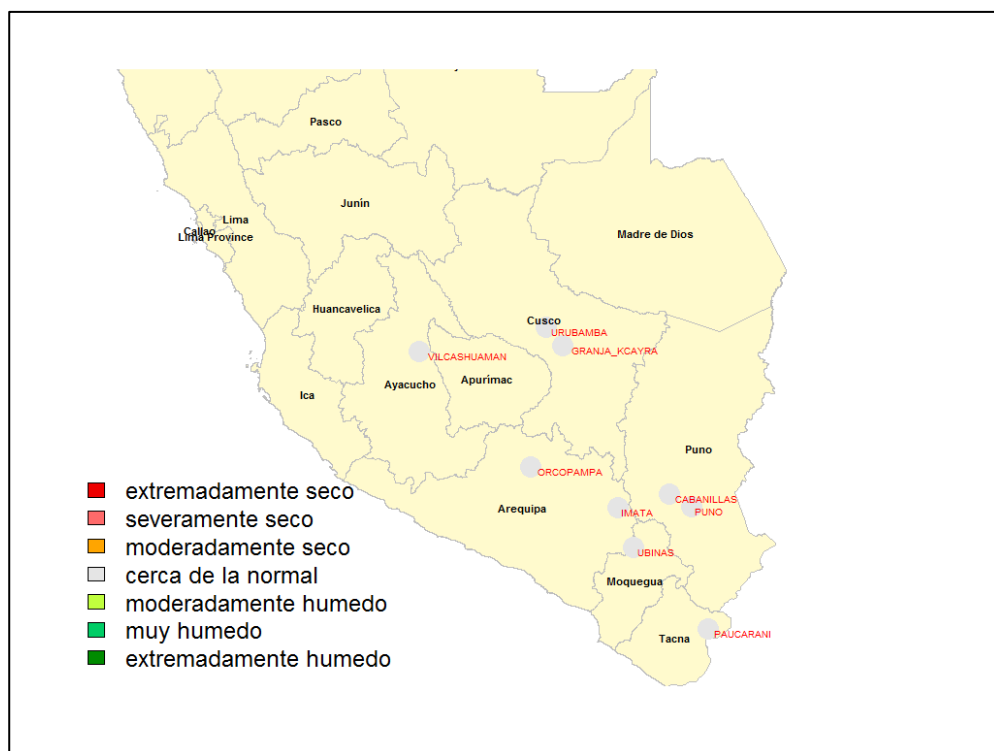 Pasco
Junín
Lima
Callao
Lima Province
Madre de Dios
Huancavelica
Cusco
URUBAMBA
GRANJA_KCAYRA
VILCASHUAMAN
Ayacucho
Apurímac
Ica
Puno
ORCOPAMPA
Arequipa
CABANILLAS
IMATA
PUNO
UBINAS
Moquegua
Tacna
PAUCARANI
extremadamente seco
severamente seco
moderadamente seco
cerca de la normal
moderadamente humedo
muy humedo
extremadamente humedo